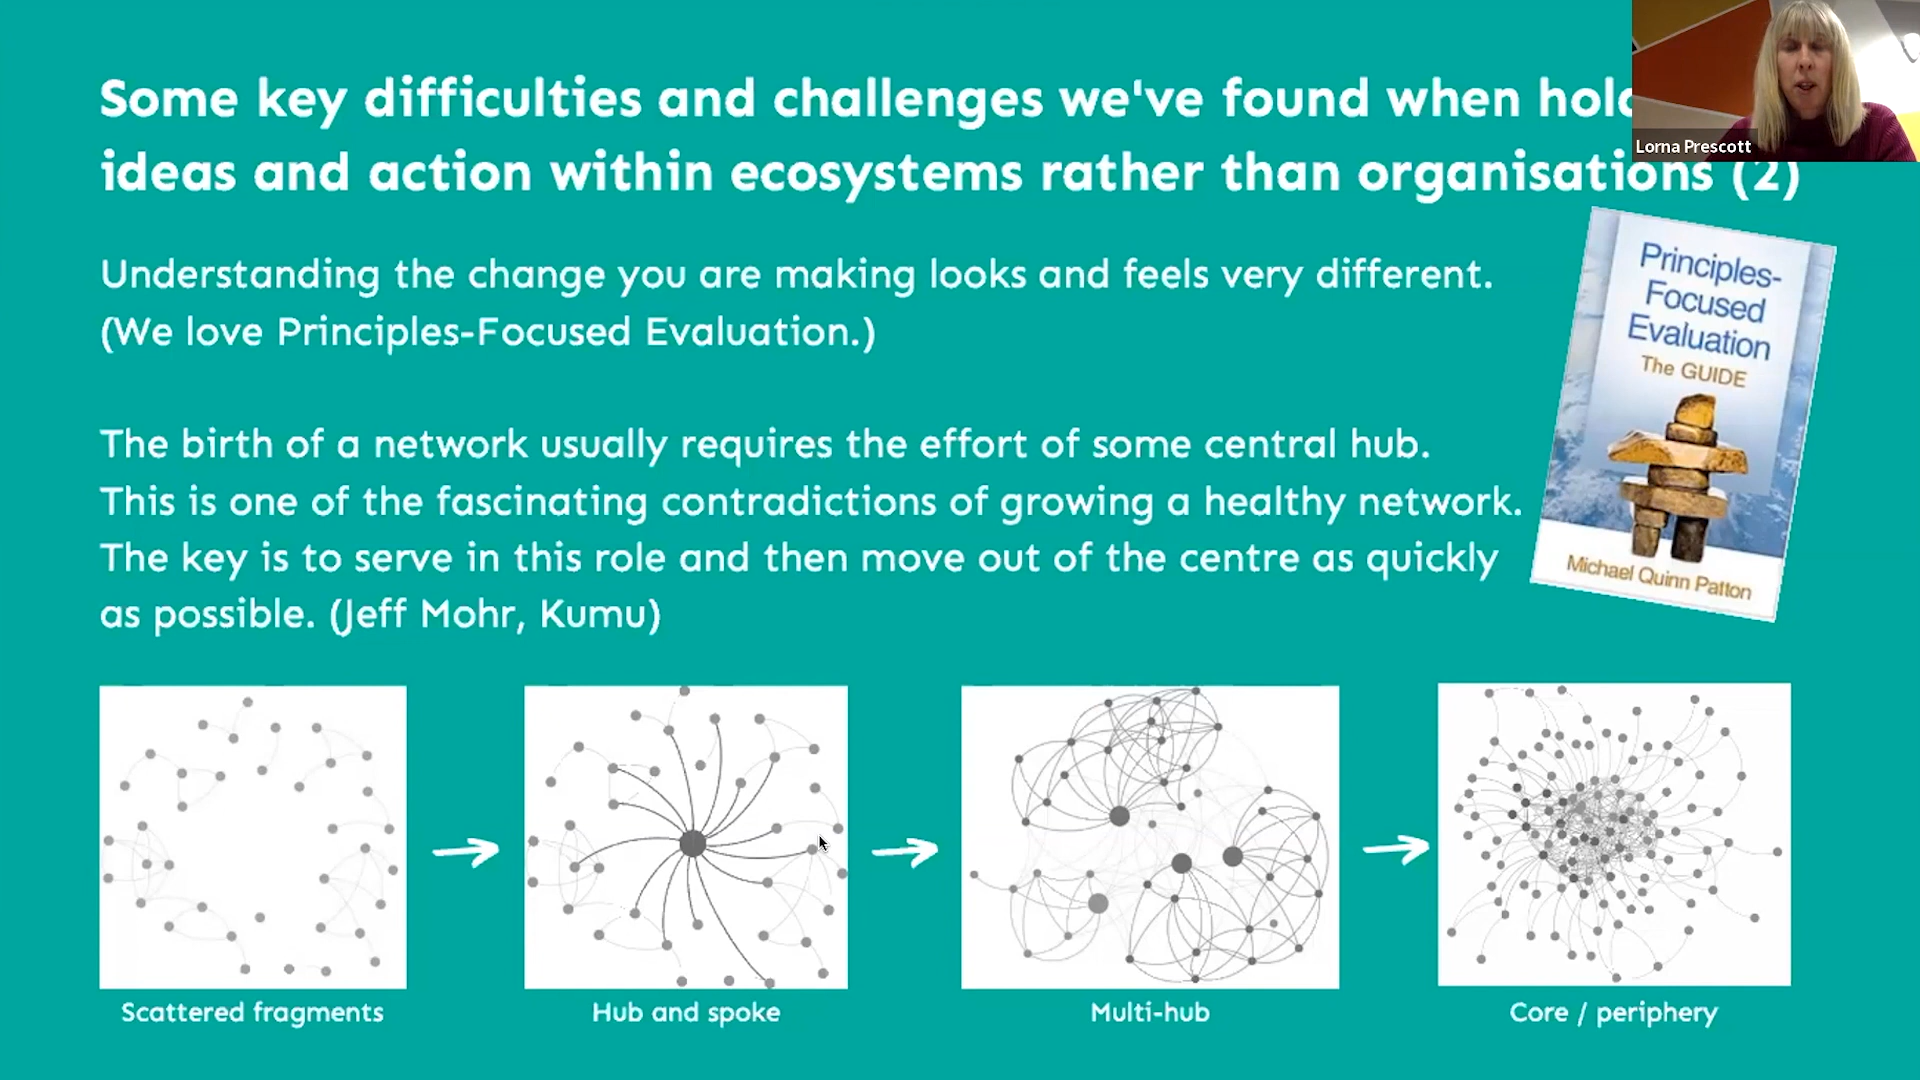 Some key difficulties and challenges we've found when
ideas and action within ecosystems rather than organisations (2)
Lorna Prescott
Understanding the change you are making looks and feels very different.
(We love Principles-Focused Evaluation.)
Principles-
Focused
Evaluation
The GUIDE
Michael Quinn Patton
The birth of a network usually requires the effort of some central hub.
This is one of the fascinating contradictions of growing a healthy network.
The key is to serve in this role and then move out of the centre as quickly
as possible. (Jeff Mohr, Kumu)
Scattered fragments
Hub and spoke
Multi-hub
Core / periphery